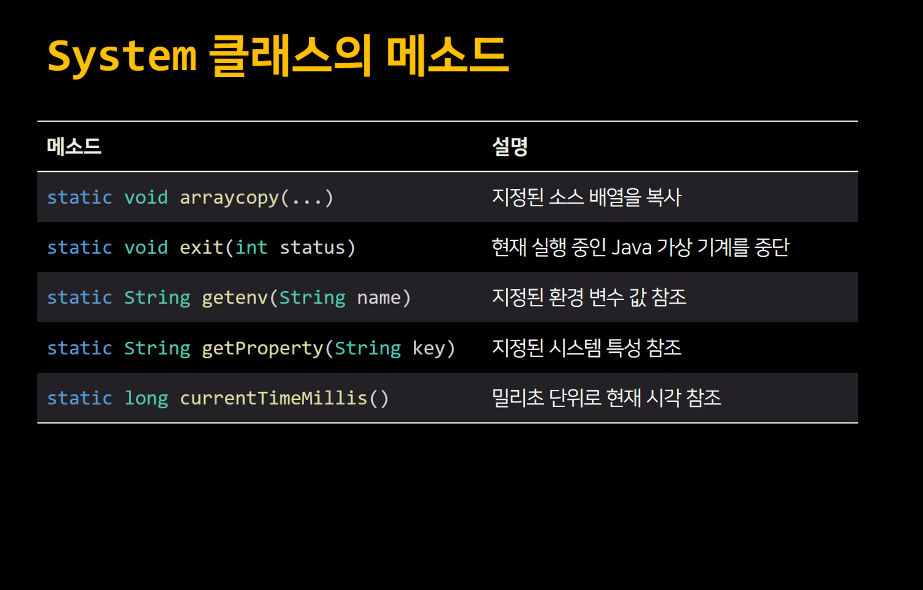 System 클래스의 메소드
메소드 설명
static void arraycopy(...) 지정된 소스 배열을 복사
static void exit(int status) 현재 실행 중인 Java 가상 기계를 중단
static String getenv(String name) 지정된 환경 변수 값 참조
static String getProperty(String key) 지정된 시스템 특성 참조
static long currentTimeMillis() 밀리초 단위로 현재 시각 참조